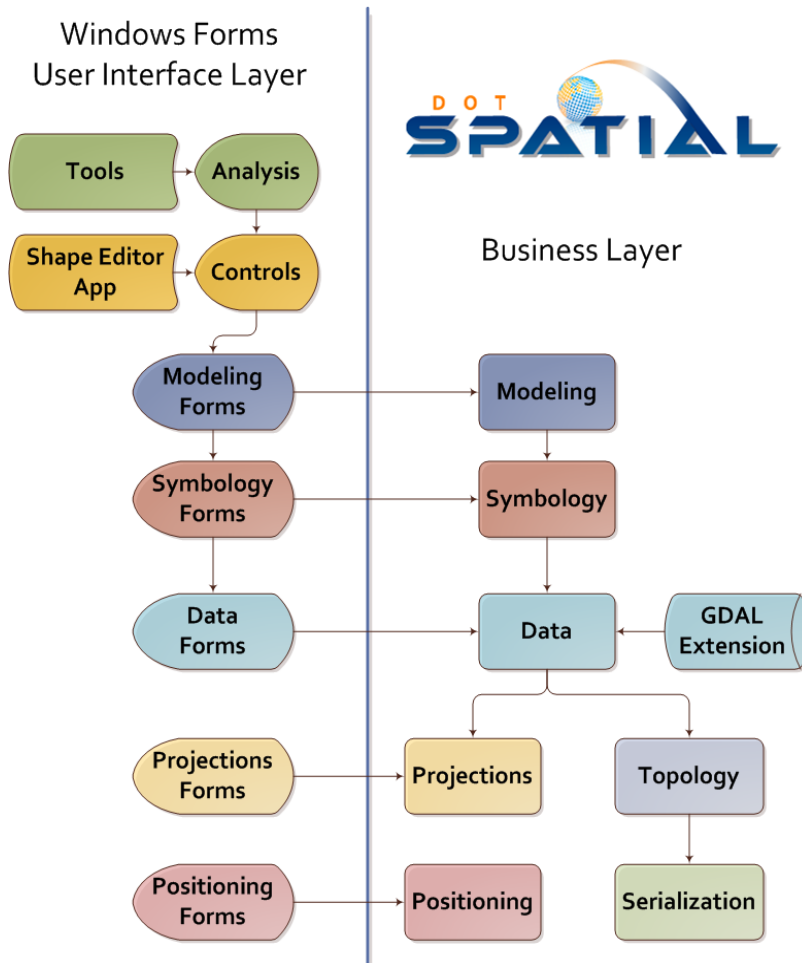 Windows Forms
User Interface Layer
DOT
SPATIAL
Business Layer
Tools
Analysis
Shape Editor
App
Controls
Modeling
Forms
Modeling
Symbology
Forms
Symbology
Data
Forms
Data
GDAL
Extension
Projections
Forms
Projections
Topology
Positioning
Forms
Positioning
Serialization